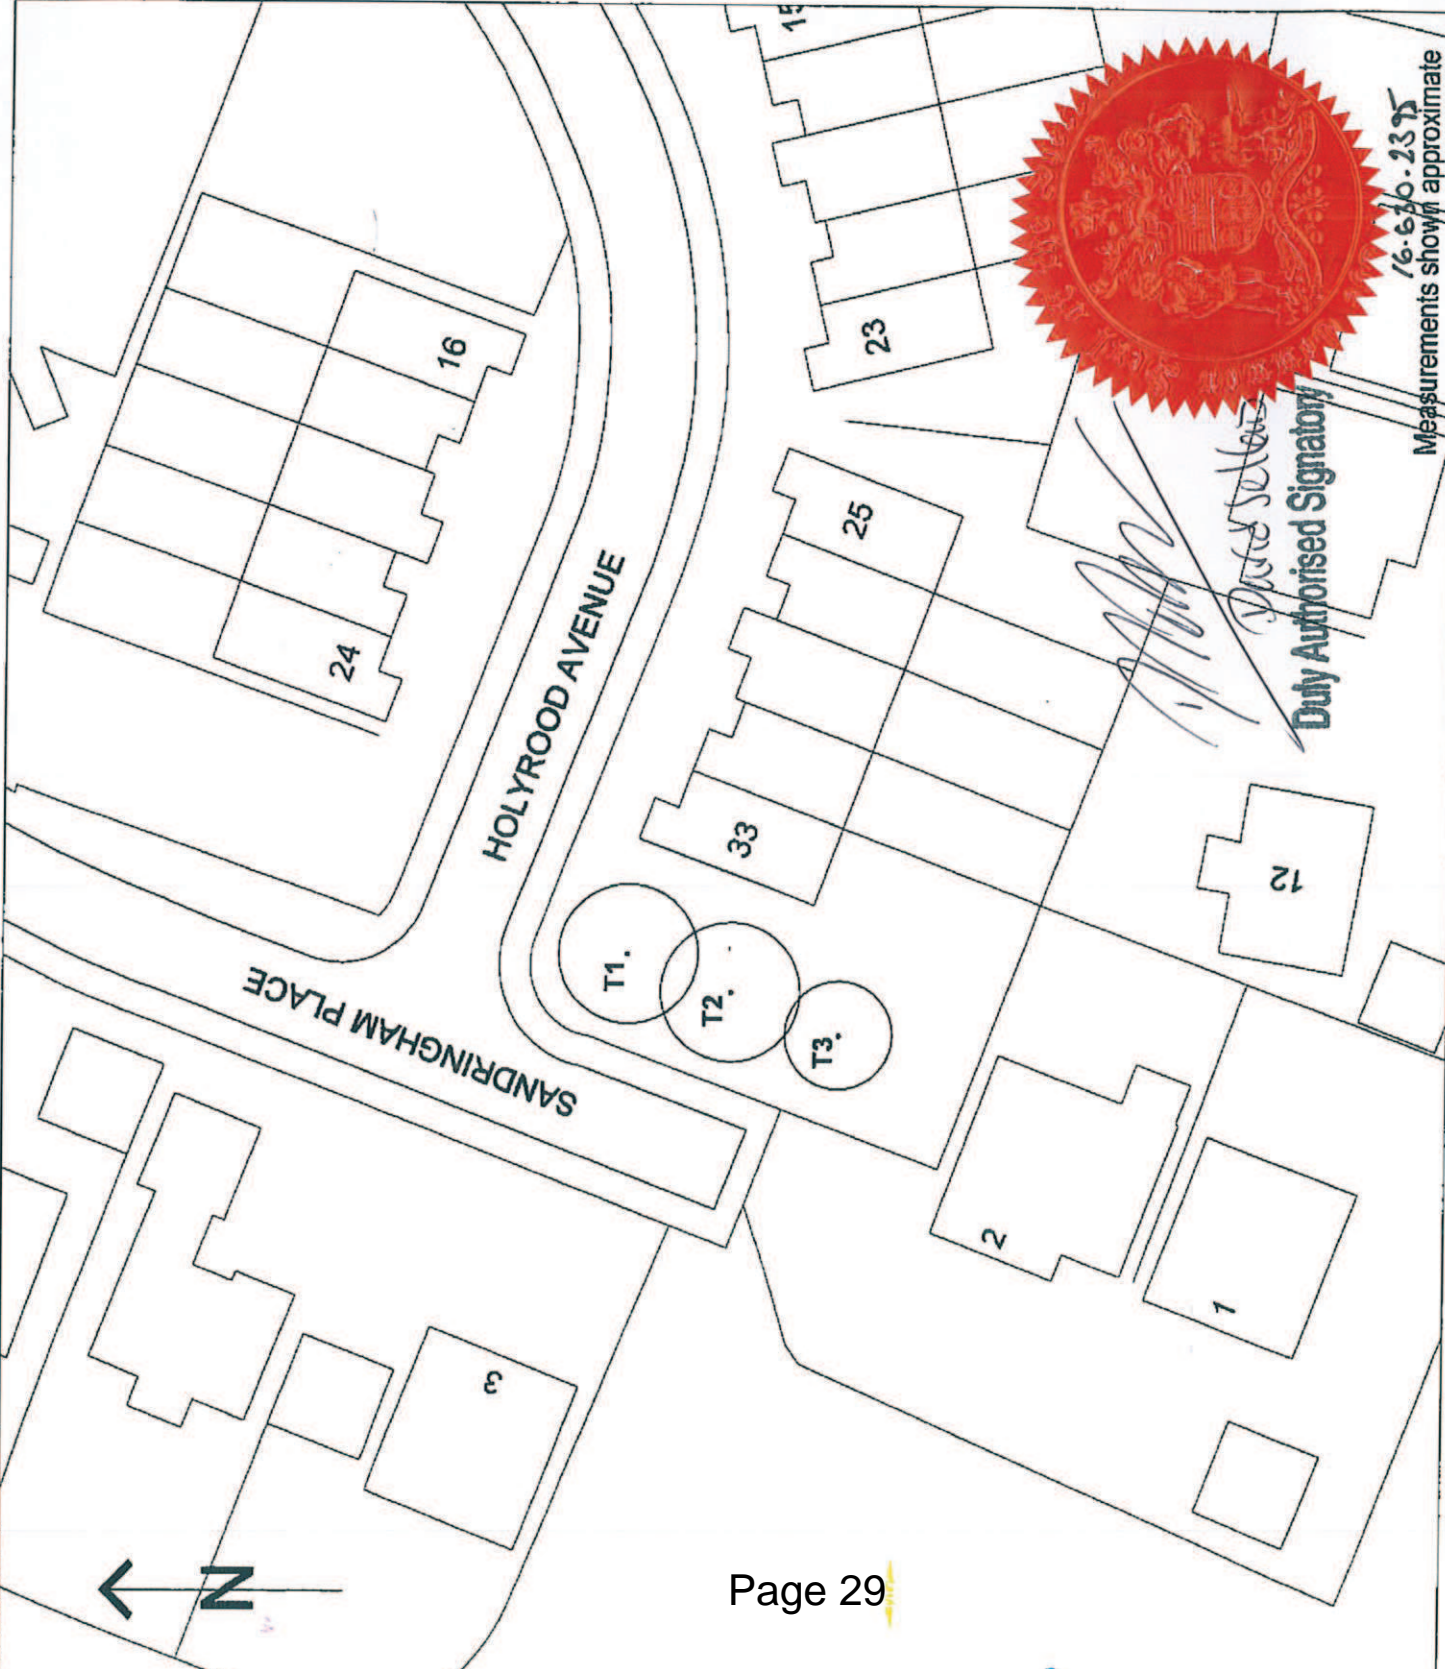 15
16
24
23
25
33
HOLYROOD AVENUE
SANDRINGHAM PLACE
T1.
T2.
T3.
12
2
1
3
N
16.630.2395
Measurements shown approximate
Duly Authorised Signatory
Page 29